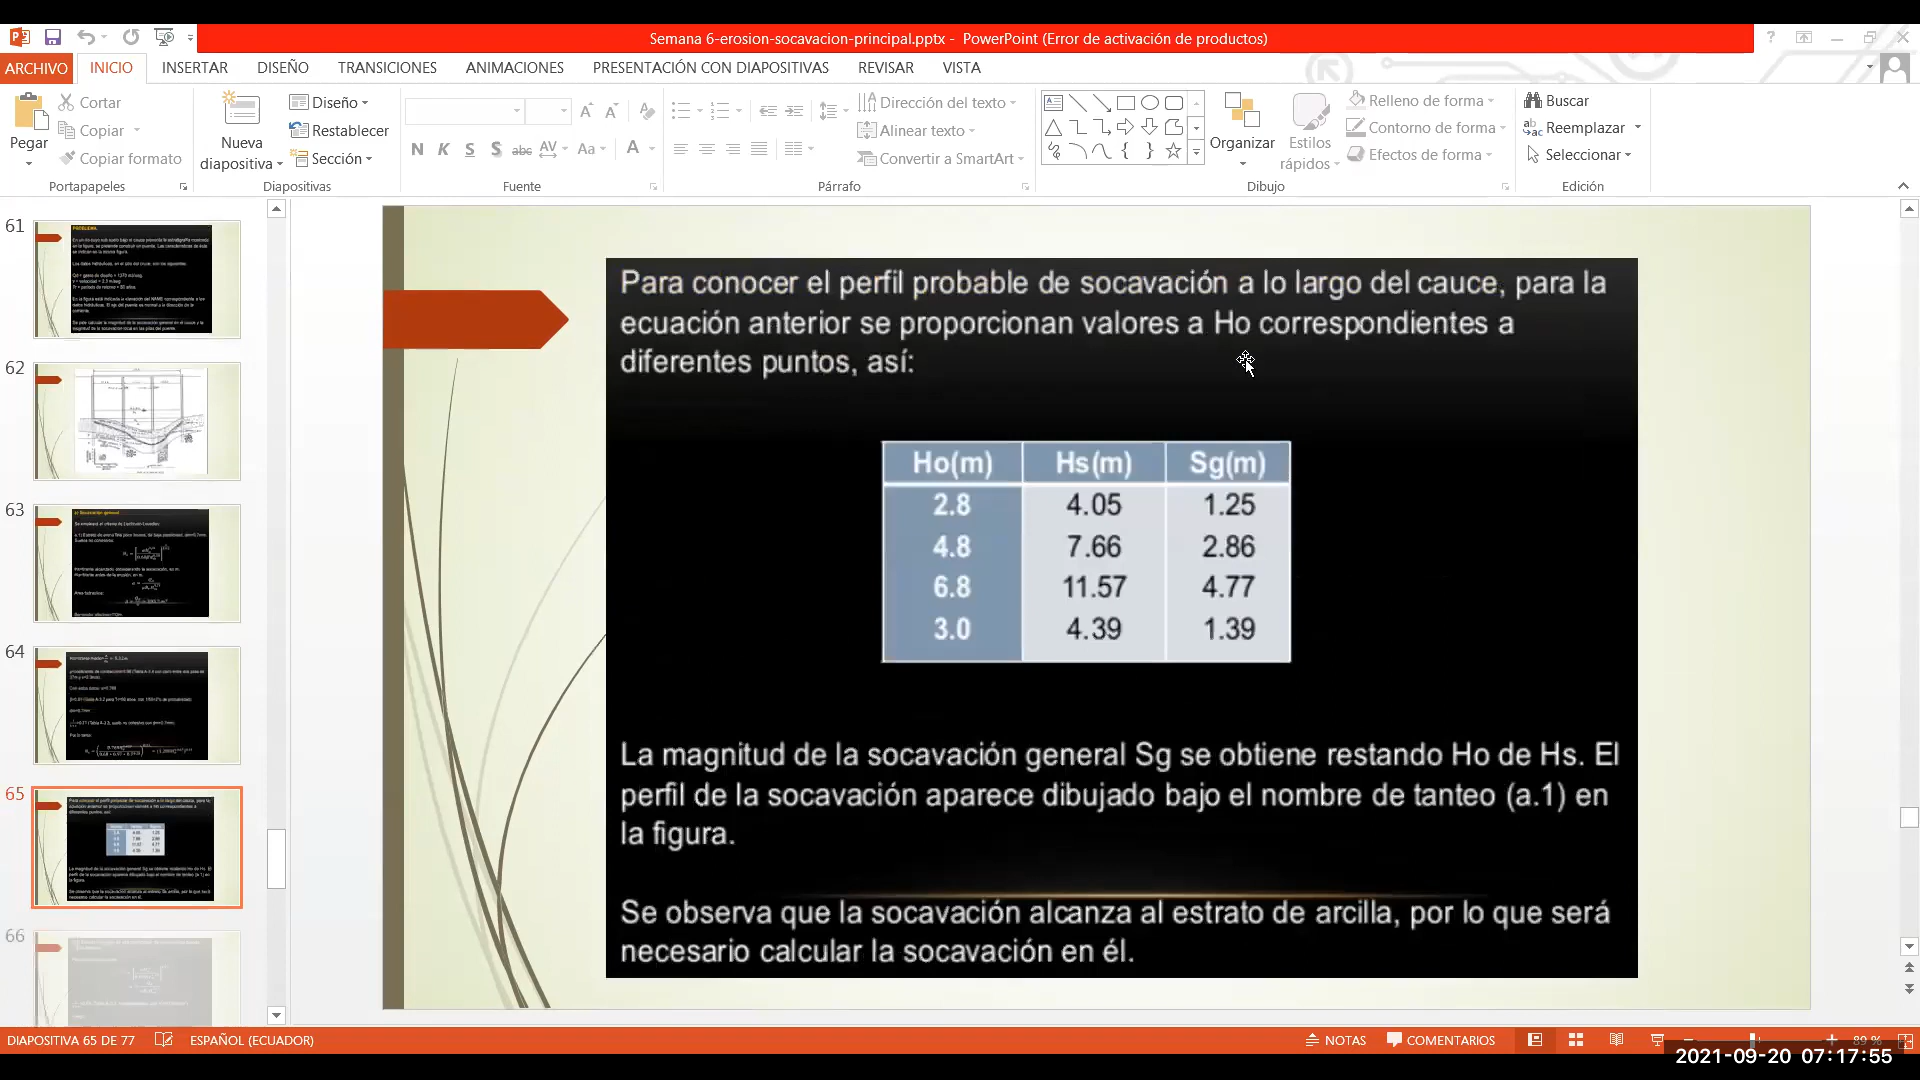 Semana 6-erosion-socavacion-principal.pptx - PowerPoint (Error de activación de productos)
ARCHIVO INICIO INSERTAR DISEÑO TRANSICIONES ANIMACIONES PRESENTACIÓN CON DIAPOSITIVAS REVISAR VISTA
Pegar
Cortar
Copiar
Copiar formato
Portapapeles
Nueva
diapositiva
Diseño
Restablecer
Sección
Diapositivas
N K S S abc AV Aa A
Fuente
Dirección del texto
Alinear texto
Convertir a SmartArt
Párrafo
Organizar
Estilos
rápidos
Relleno de forma
Contorno de forma
Efectos de forma
Dibujo
Buscar
Reemplazar
Seleccionar
Edición
61
PROBLEMA
62
63
64
65
66
Para conocer el perfil probable de socavación a lo largo del cauce, para la
ecuación anterior se proporcionan valores a Ho correspondientes a
diferentes puntos, así:
Ho(m) Hs(m) Sg(m)
2.8 4.05 1.25
4.8 7.66 2.86
6.8 11.57 4.77
3.0 4.39 1.39
La magnitud de la socavación general Sg se obtiene restando Ho de Hs. El
perfil de la socavación aparece dibujado bajo el nombre de tanteo (a.1) en
la figura.
Se observa que la socavación alcanza al estrato de arcilla, por lo que será
necesario calcular la socavación en él.
DIAPOSITIVA 65 DE 77 ESPAÑOL (ECUADOR) NOTAS COMENTARIOS 89 %
2021-09-20 07:17:55